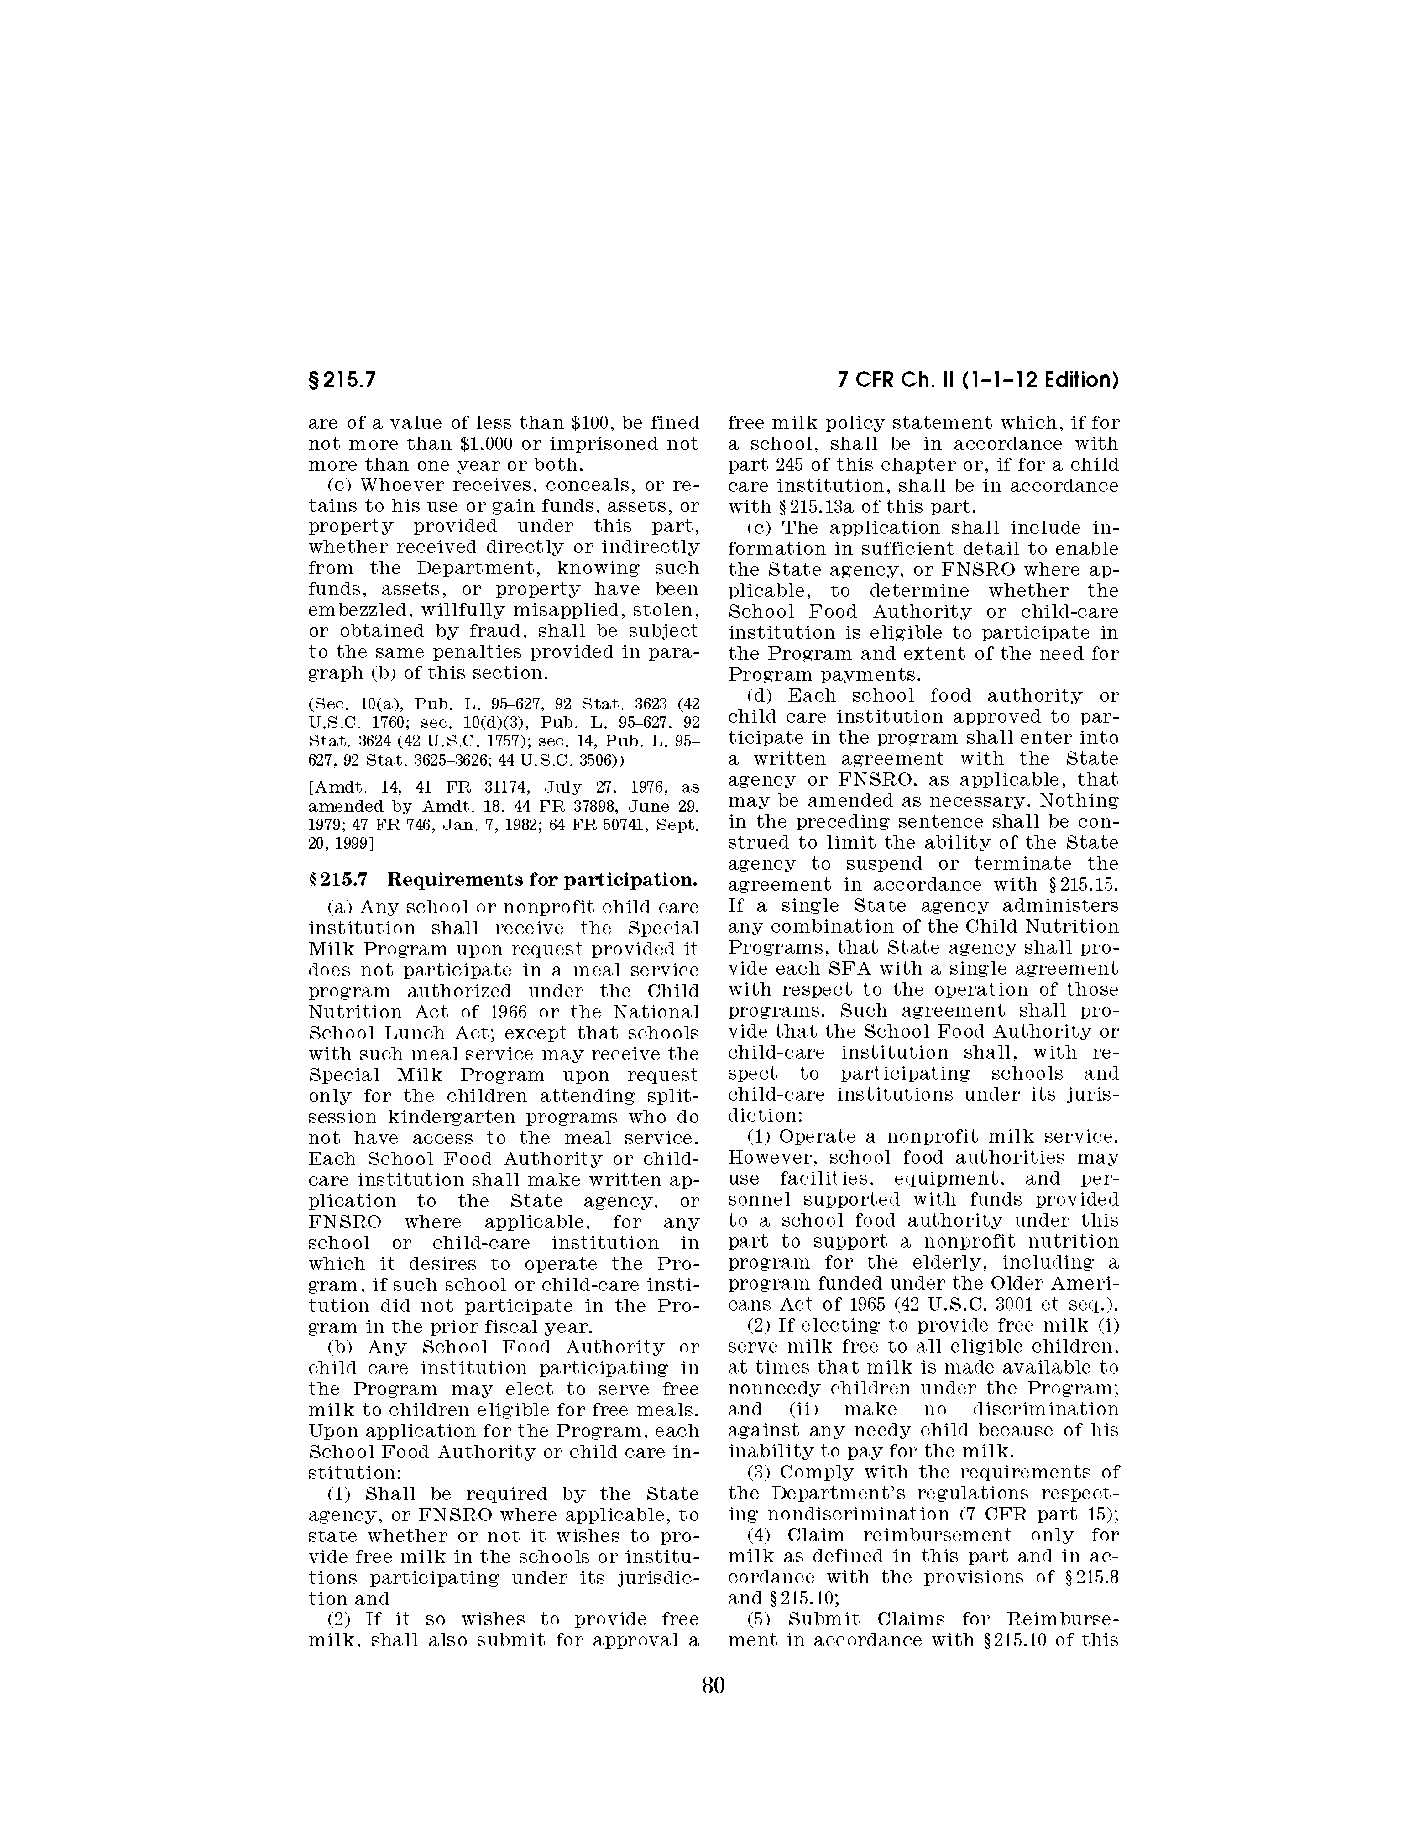 § 215.7
7 CFR Ch. II (1–1–12 Edition)
are of a value of less than $100, be fined
not more than $1,000 or imprisoned not
more than one year or both.
(c) Whoever receives, conceals, or re-
tains to his use or gain funds, assets, or
property provided under this part,
whether received directly or indirectly
from the Department, knowing such
funds, assets, or property have been
embezzled, willfully misapplied, stolen,
or obtained by fraud, shall be subject
to the same penalties provided in para-
graph (b) of this section.
(Sec. 10(a), Pub. L. 95–627, 92 Stat. 3623 (42
U.S.C. 1760; sec. 10(d)(3), Pub. L. 95–627, 92
Stat. 3624 (42 U.S.C. 1757); sec. 14, Pub. L. 95–
627, 92 Stat. 3625–3626; 44 U.S.C. 3506))
[Amdt. 14, 41 FR 31174, July 27, 1976, as
amended by Amdt. 18, 44 FR 37898, June 29,
1979; 47 FR 746, Jan. 7, 1982; 64 FR 50741, Sept.
20, 1999]
§ 215.7 Requirements for participation.
(a) Any school or nonprofit child care
institution shall receive the Special
Milk Program upon request provided it
does not participate in a meal service
program authorized under the Child
Nutrition Act of 1966 or the National
School Lunch Act; except that schools
with such meal service may receive the
Special Milk Program upon request
only for the children attending split-
session kindergarten programs who do
not have access to the meal service.
Each School Food Authority or child-
care institution shall make written ap-
plication to the State agency, or
FNSRO where applicable, for any
school or child-care institution in
which it desires to operate the Pro-
gram, if such school or child-care insti-
tution did not participate in the Pro-
gram in the prior fiscal year.
(b) Any School Food Authority or
child care institution participating in
the Program may elect to serve free
milk to children eligible for free meals.
Upon application for the Program, each
School Food Authority or child care in-
stitution:
(1) Shall be required by the State
agency, or FNSRO where applicable, to
state whether or not it wishes to pro-
vide free milk in the schools or institu-
tions participating under its jurisdic-
tion and
(2) If it so wishes to provide free
milk, shall also submit for approval a
free milk policy statement which, if for
a school, shall be in accordance with
part 245 of this chapter or, if for a child
care institution, shall be in accordance
with § 215.13a of this part.
(c) The application shall include in-
formation in sufficient detail to enable
the State agency, or FNSRO where ap-
plicable, to determine whether the
School Food Authority or child-care
institution is eligible to participate in
the Program and extent of the need for
Program payments.
(d) Each school food authority or
child care institution approved to par-
ticipate in the program shall enter into
a written agreement with the State
agency or FNSRO, as applicable, that
may be amended as necessary. Nothing
in the preceding sentence shall be con-
strued to limit the ability of the State
agency to suspend or terminate the
agreement in accordance with § 215.15.
If a single State agency administers
any combination of the Child Nutrition
Programs, that State agency shall pro-
vide each SFA with a single agreement
with respect to the operation of those
programs. Such agreement shall pro-
vide that the School Food Authority or
child-care institution shall, with re-
spect to participating schools and
child-care institutions under its juris-
diction:
(1) Operate a nonprofit milk service.
However, school food authorities may
use facilities, equipment, and per-
sonnel supported with funds provided
to a school food authority under this
part to support a nonprofit nutrition
program for the elderly, including a
program funded under the Older Ameri-
cans Act of 1965 (42 U.S.C. 3001 et seq.).
(2) If electing to provide free milk (i)
serve milk free to all eligible children,
at times that milk is made available to
nonneedy children under the Program;
and (ii) make no discrimination
against any needy child because of his
inability to pay for the milk.
(3) Comply with the requirements of
the Department's regulations respect-
ing nondiscrimination (7 CFR part 15);
(4) Claim reimbursement only for
milk as defined in this part and in ac-
cordance with the provisions of § 215.8
and § 215.10;
(5) Submit Claims for Reimburse-
ment in accordance with § 215.10 of this
80